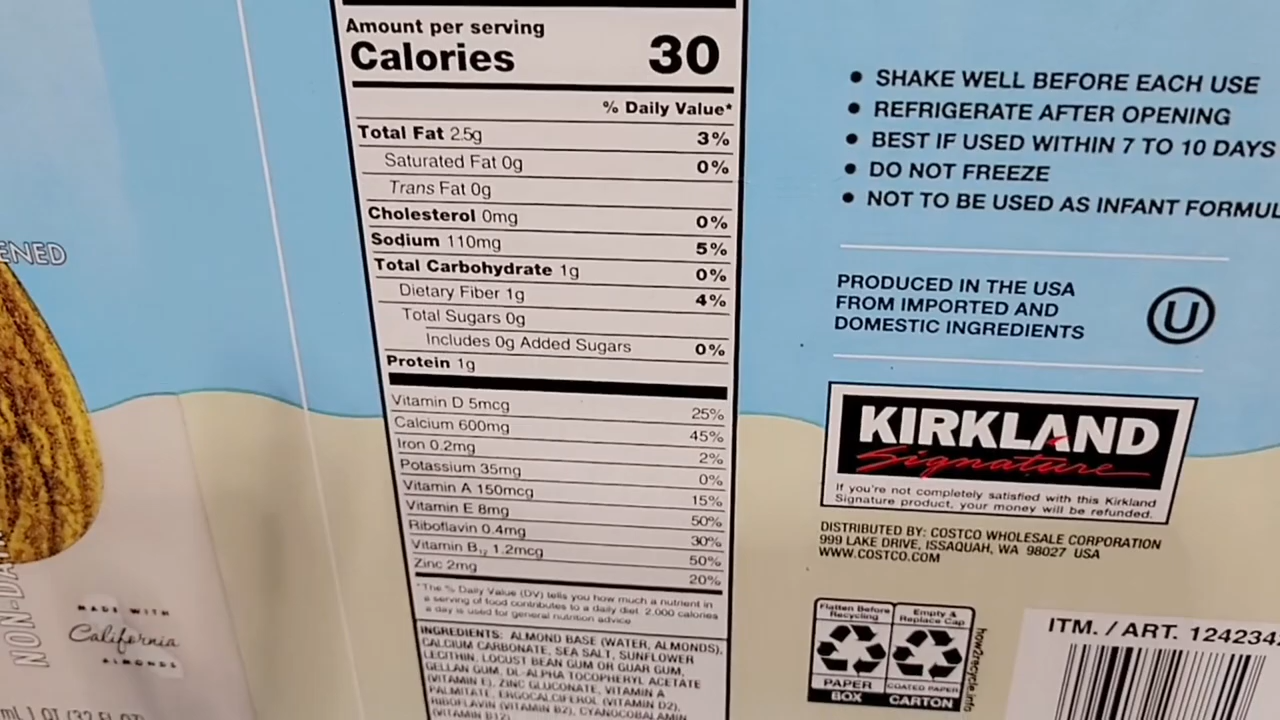 Amount per serving
Calories 30
% Daily Value*
Total Fat 2.5g 3%
Saturated Fat 0g 0%
Trans Fat 0g
Cholesterol 0mg 0%
Sodium 110mg 5%
Total Carbohydrate 1g 0%
Dietary Fiber 1g 4%
Total Sugars 0g
Includes 0g Added Sugars 0%
Protein 1g
Vitamin D 5mcg 25%
Calcium 600mg 45%
Iron 0.2mg 2%
Potassium 35mg 0%
Vitamin A 150mcg 15%
Vitamin E 8mg 50%
Riboflavin 0.4mg 30%
Vitamin B₁₂ 1.2mcg 50%
Zinc 2mg 20%
*The % Daily Value (DV) tells you how much a nutrient in
a serving of food contributes to a daily diet. 2,000 calories
a day is used for general nutrition advice.
INGREDIENTS: ALMOND BASE (WATER, ALMONDS),
CALCIUM CARBONATE, SEA SALT, SUNFLOWER
LECITHIN, LOCUST BEAN GUM OR GUAR GUM,
GELLAN GUM, DL-ALPHA TOCOPHERYL ACETATE
(VITAMIN E), ZINC GLUCONATE, VITAMIN A
PALMITATE, ERGOCALCIFEROL (VITAMIN D2),
RIBOFLAVIN (VITAMIN B2), CYANOCOBALAMIN
(VITAMIN B12)
• SHAKE WELL BEFORE EACH USE
• REFRIGERATE AFTER OPENING
• BEST IF USED WITHIN 7 TO 10 DAYS
• DO NOT FREEZE
• NOT TO BE USED AS INFANT FORMUL
PRODUCED IN THE USA
FROM IMPORTED AND
DOMESTIC INGREDIENTS
U
KIRKLAND
Signature
If you're not completely satisfied with this Kirkland
Signature product, your money will be refunded.
DISTRIBUTED BY: COSTCO WHOLESALE CORPORATION
999 LAKE DRIVE, ISSAQUAH, WA 98027 USA
WWW.COSTCO.COM
Flatten Before Recycling
PAPER
BOX
Empty & Replace Cap
COATED PAPER
CARTON
how2recycle.info
ITM. / ART. 124234
ENED
NON-DA
MADE WITH
California
ALMONDS
mL 1 QT (32 FL OZ)